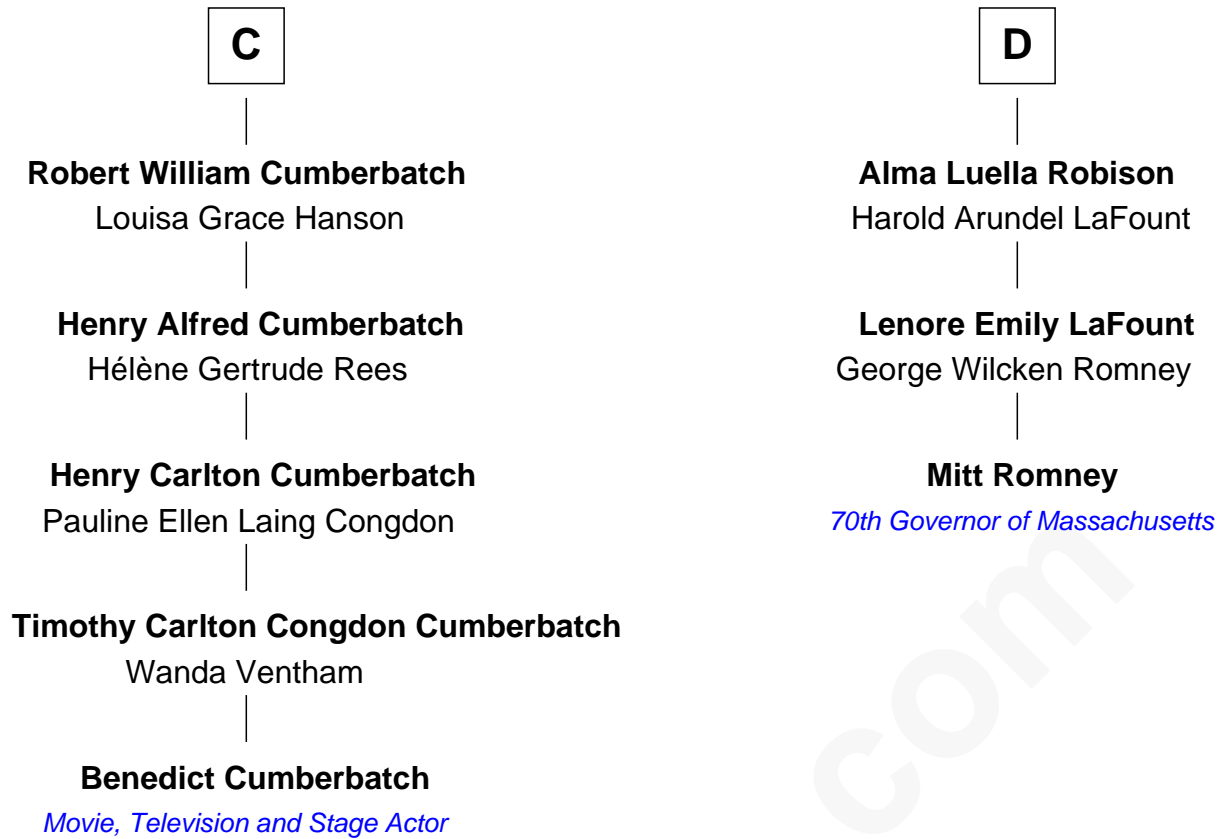 C
Robert William Cumberbatch
Louisa Grace Hanson
Henry Alfred Cumberbatch
Hélène Gertrude Rees
Henry Carlton Cumberbatch
Pauline Ellen Laing Congdon
Timothy Carlton Congdon Cumberbatch
Wanda Ventham
Benedict Cumberbatch
Movie, Television and Stage Actor
D
Alma Luella Robison
Harold Arundel LaFount
Lenore Emily LaFount
George Wilcken Romney
Mitt Romney
70th Governor of Massachusetts
com